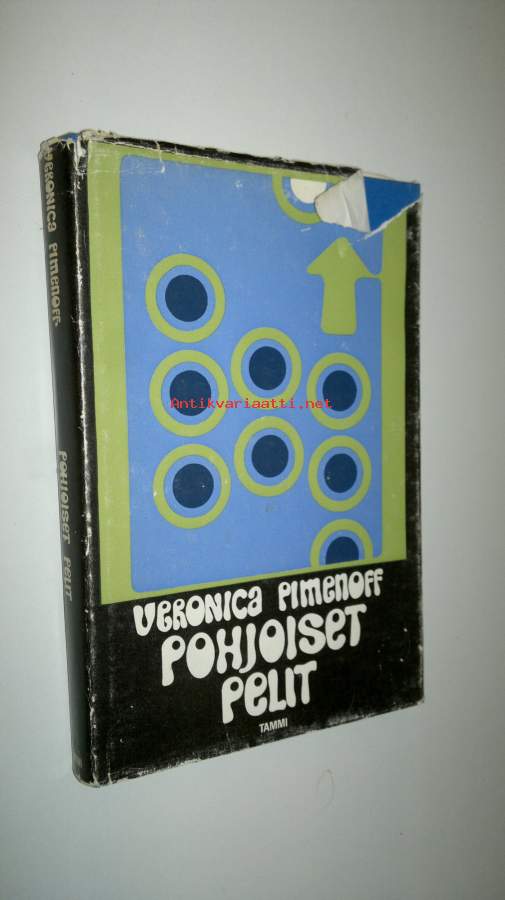 VERONICA PIMENOFF
POHJOISET PELIT
Antikvariaatti.net
VERONICA PIMENOFF
POHJOISET
PELIT
TAMMI